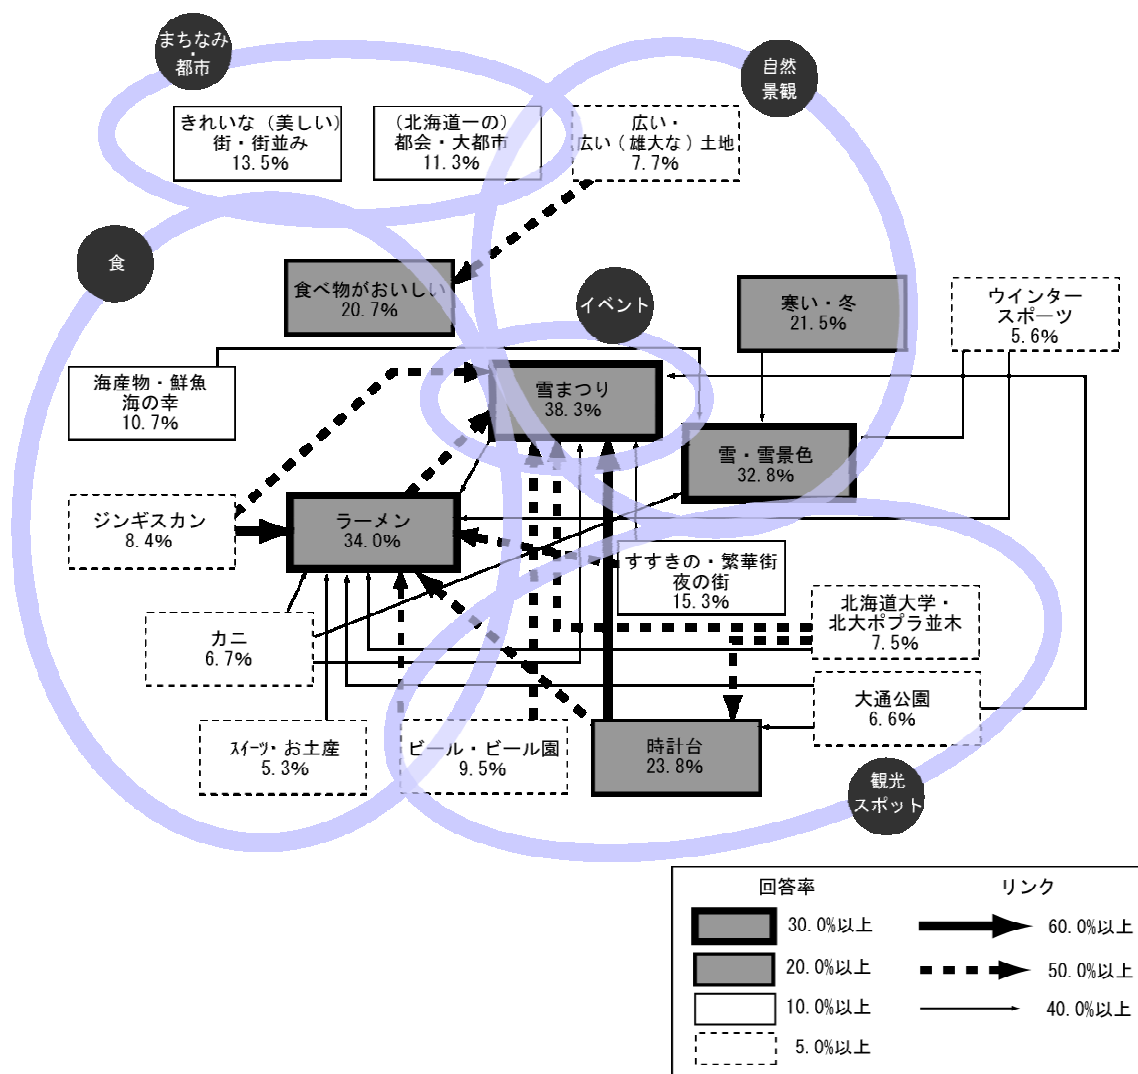 まちなみ
・
都市
自然
景観
きれいな（美しい）
街・街並み
13.5%
（北海道一の）
都会・大都市
11.3%
広い・
広い（雄大な）土地
7.7%
食
食べ物がおいしい
20.7%
イベント
寒い・冬
21.5%
ウインター
スポーツ
5.6%
海産物・鮮魚
海の幸
10.7%
雪まつり
38.3%
雪・雪景色
32.8%
ジンギスカン
8.4%
ラーメン
34.0%
すすきの・繁華街
夜の街
15.3%
カニ
6.7%
北海道大学・
北大ポプラ並木
7.5%
大通公園
6.6%
ｽｲｰﾂ・お土産
5.3%
ビール・ビール園
9.5%
時計台
23.8%
観光
スポット
回答率 リンク
30.0%以上 60.0%以上
20.0%以上 50.0%以上
10.0%以上 40.0%以上
5.0%以上